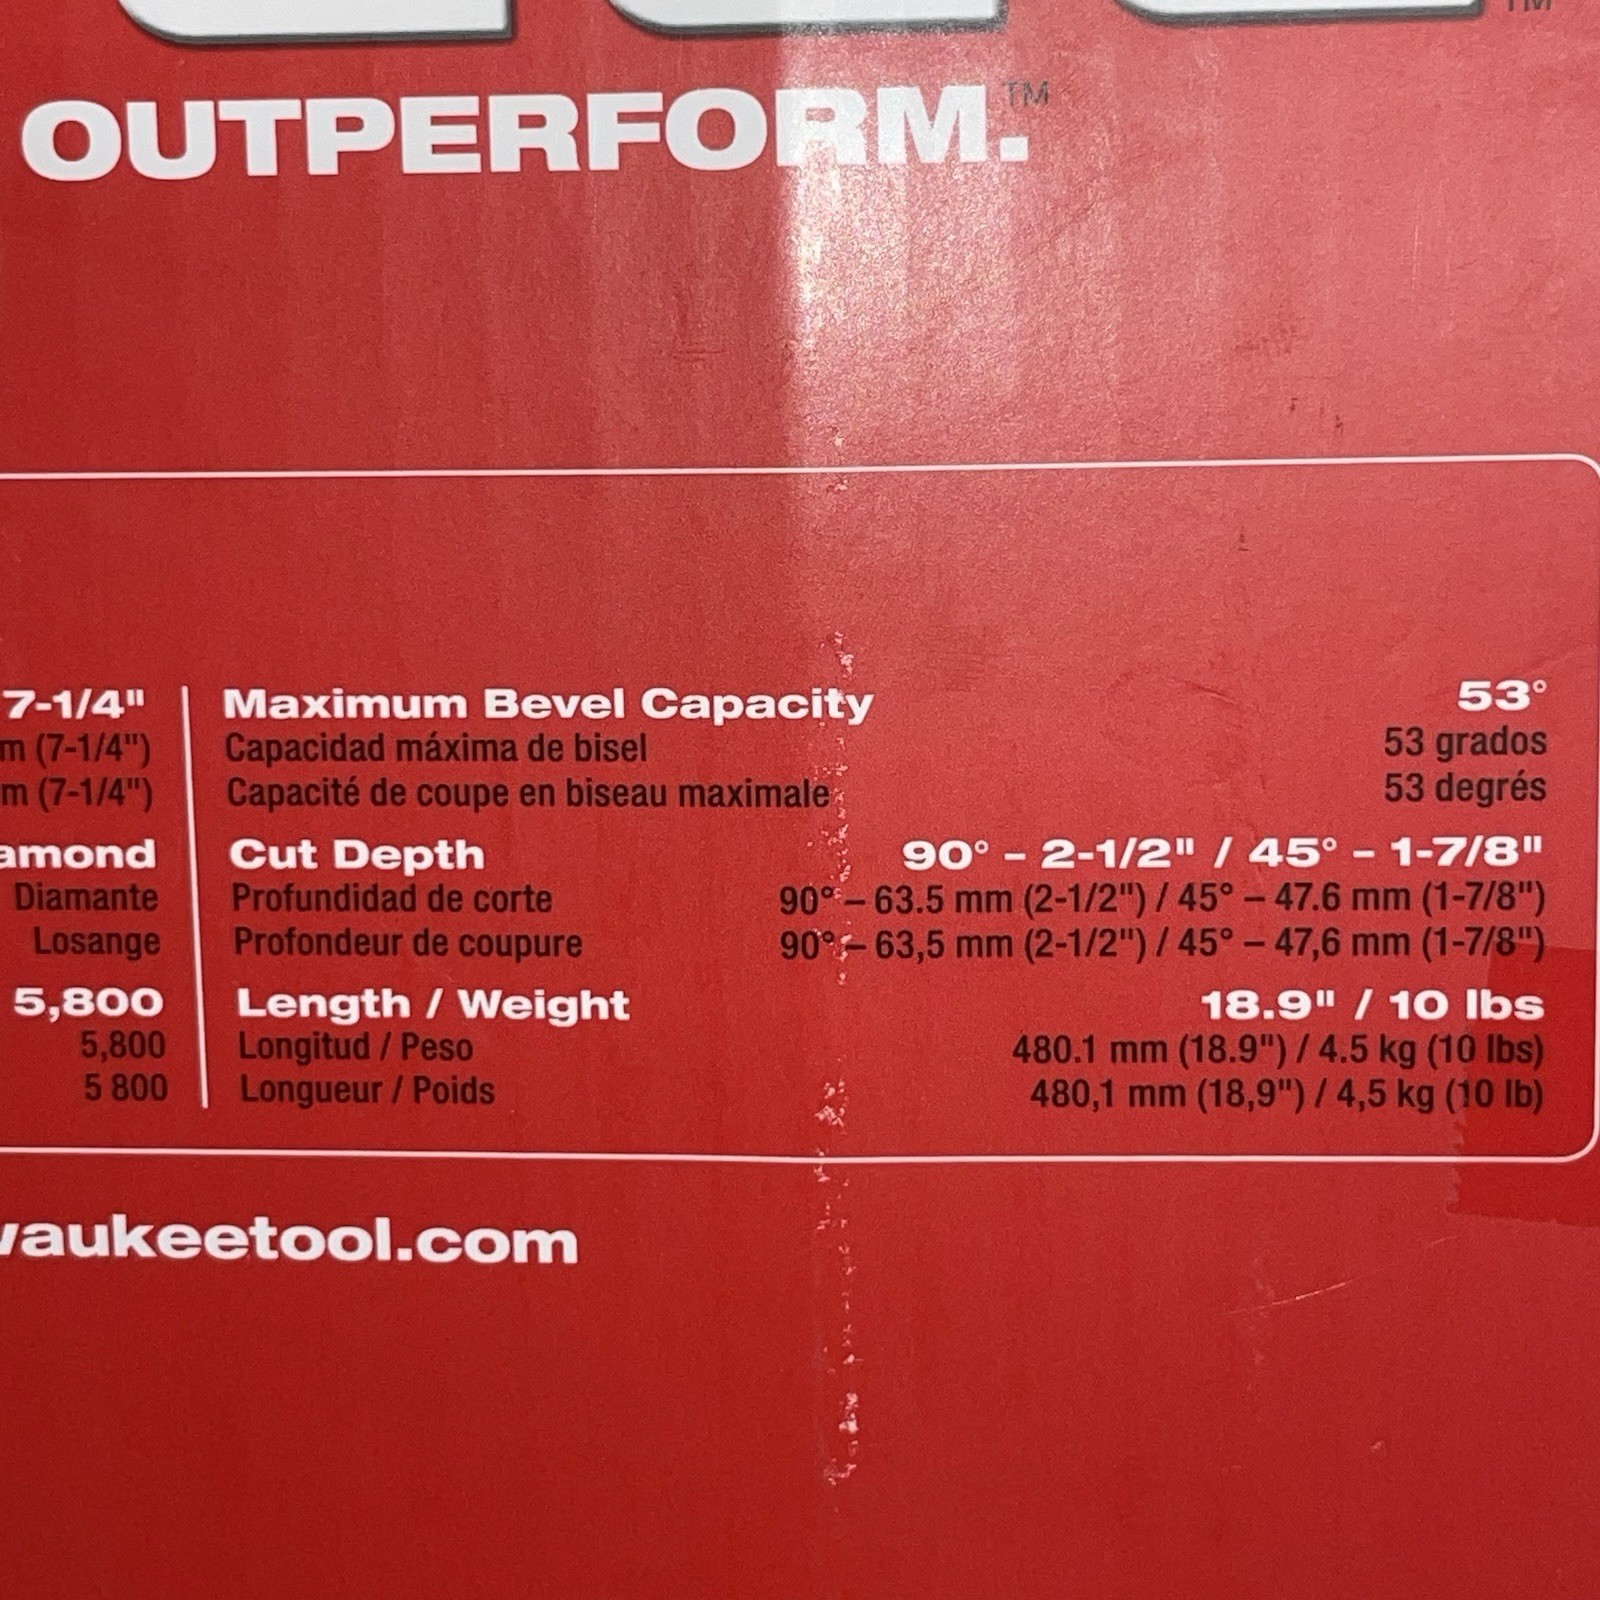 TM
OUTPERFORM.™
7-1/4"
m (7-1/4")
m (7-1/4")
amond
Diamante
Losange
5,800
5,800
5 800
Maximum Bevel Capacity 53°
Capacidad máxima de bisel 53 grados
Capacité de coupe en biseau maximale 53 degrés
Cut Depth 90° – 2-1/2" / 45° – 1-7/8"
Profundidad de corte 90° – 63.5 mm (2-1/2") / 45° – 47.6 mm (1-7/8")
Profondeur de coupure 90° – 63,5 mm (2-1/2") / 45° – 47,6 mm (1-7/8")
Length / Weight 18.9" / 10 lbs
Longitud / Peso 480.1 mm (18.9") / 4.5 kg (10 lbs)
Longueur / Poids 480,1 mm (18,9") / 4,5 kg (10 lb)
waukeetool.com